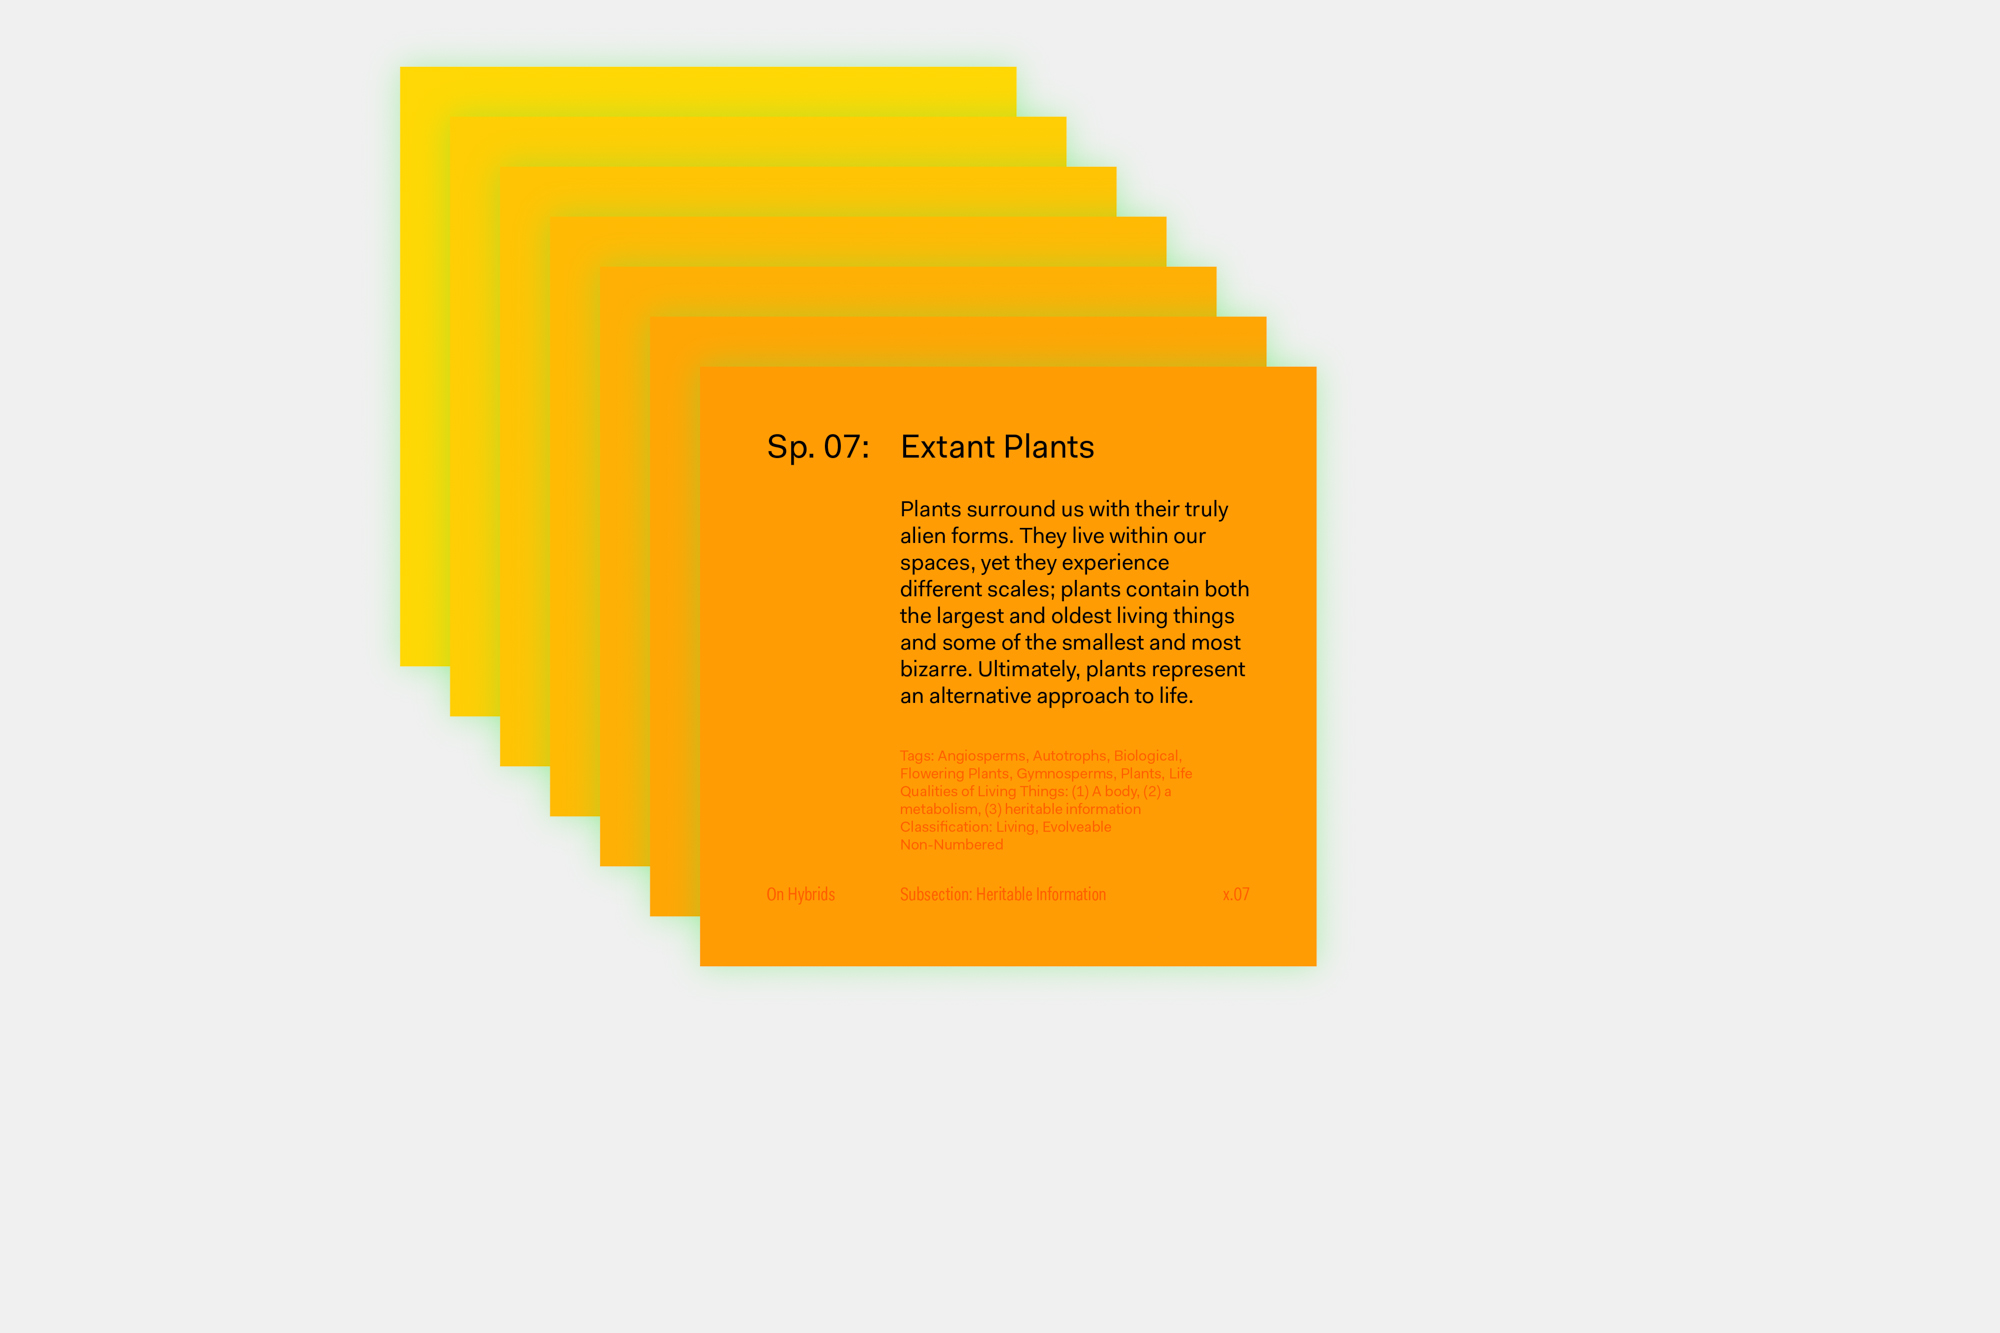 Sp. 07: Extant Plants
Plants surround us with their truly
alien forms. They live within our
spaces, yet they experience
different scales; plants contain both
the largest and oldest living things
and some of the smallest and most
bizarre. Ultimately, plants represent
an alternative approach to life.
Tags: Angiosperms, Autotrophs, Biological,
Flowering Plants, Gymnosperms, Plants, Life
Qualities of Living Things: (1) A body, (2) a
metabolism, (3) heritable information
Classification: Living, Evolveable
Non-Numbered
On Hybrids Subsection: Heritable Information x.07